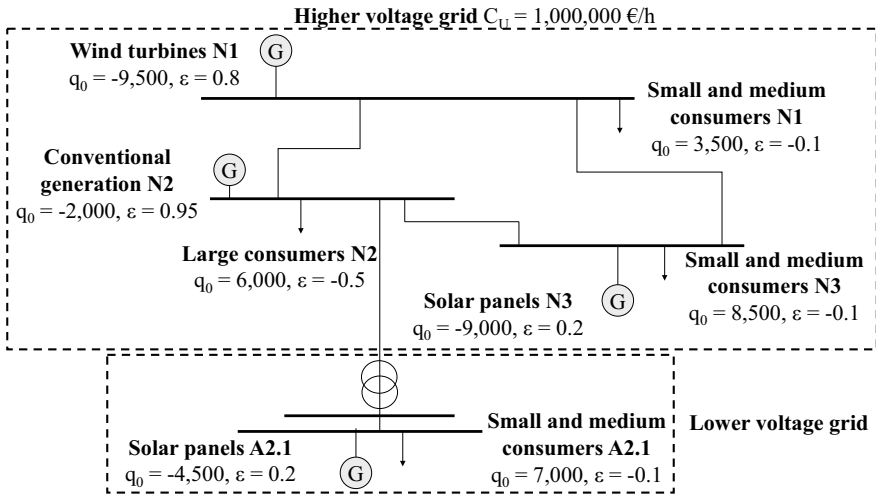 Higher voltage grid C_U = 1,000,000 €/h
Wind turbines N1
q₀ = -9,500, ε = 0.8
G
Small and medium
consumers N1
q₀ = 3,500, ε = -0.1
Conventional
generation N2
q₀ = -2,000, ε = 0.95
G
Large consumers N2
q₀ = 6,000, ε = -0.5
Small and medium
consumers N3
q₀ = 8,500, ε = -0.1
Solar panels N3
q₀ = -9,000, ε = 0.2
G
Lower voltage grid
Solar panels A2.1
q₀ = -4,500, ε = 0.2
G
Small and medium
consumers A2.1
q₀ = 7,000, ε = -0.1